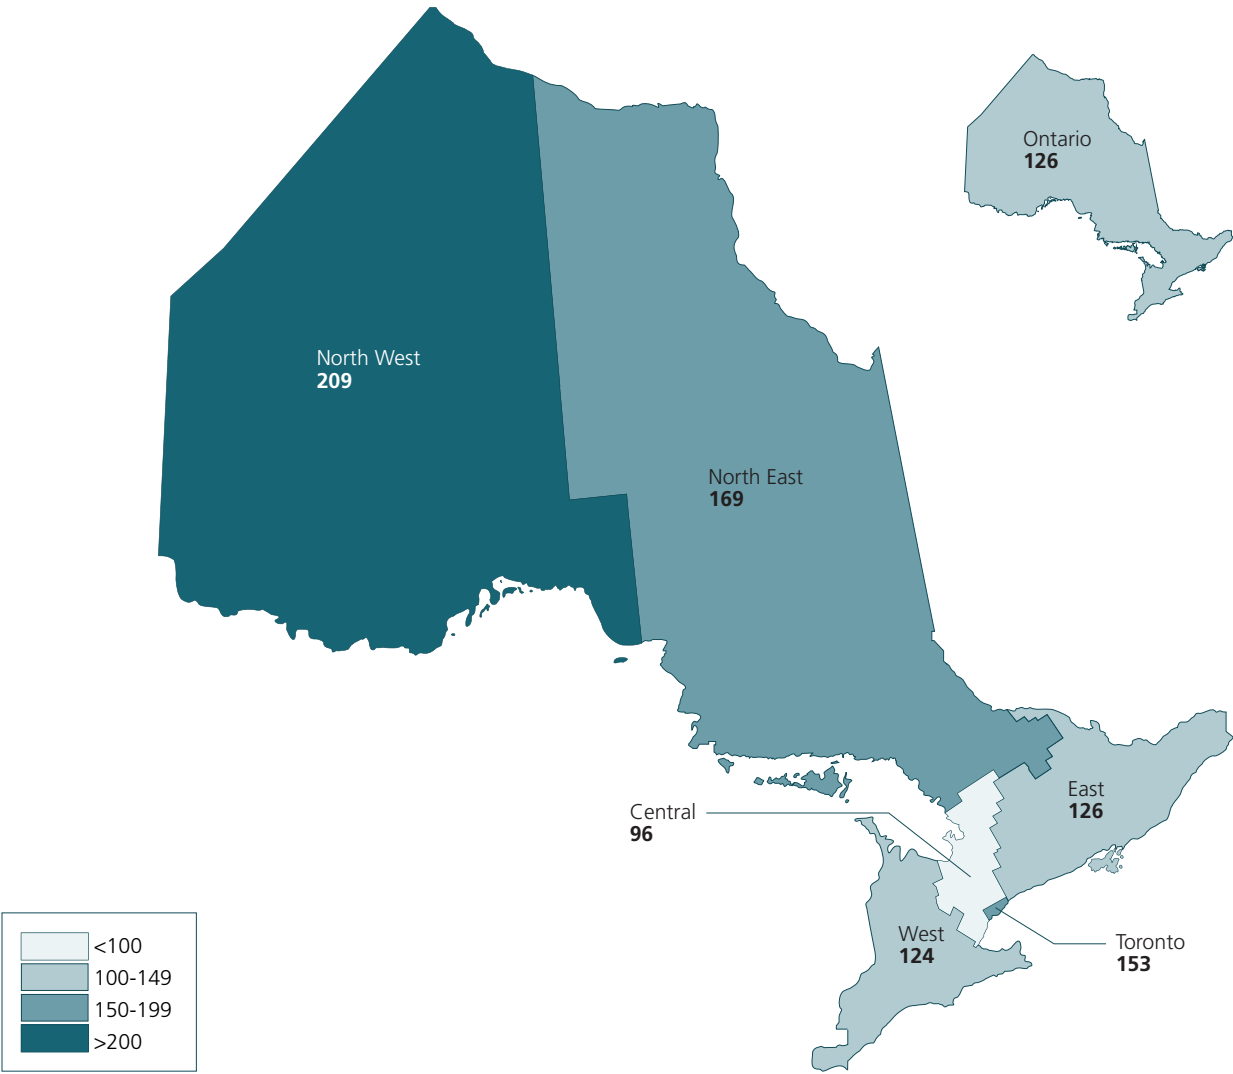 Ontario
126
North West
209
North East
169
East
126
Central
96
West
124
Toronto
153
<100
100-149
150-199
>200